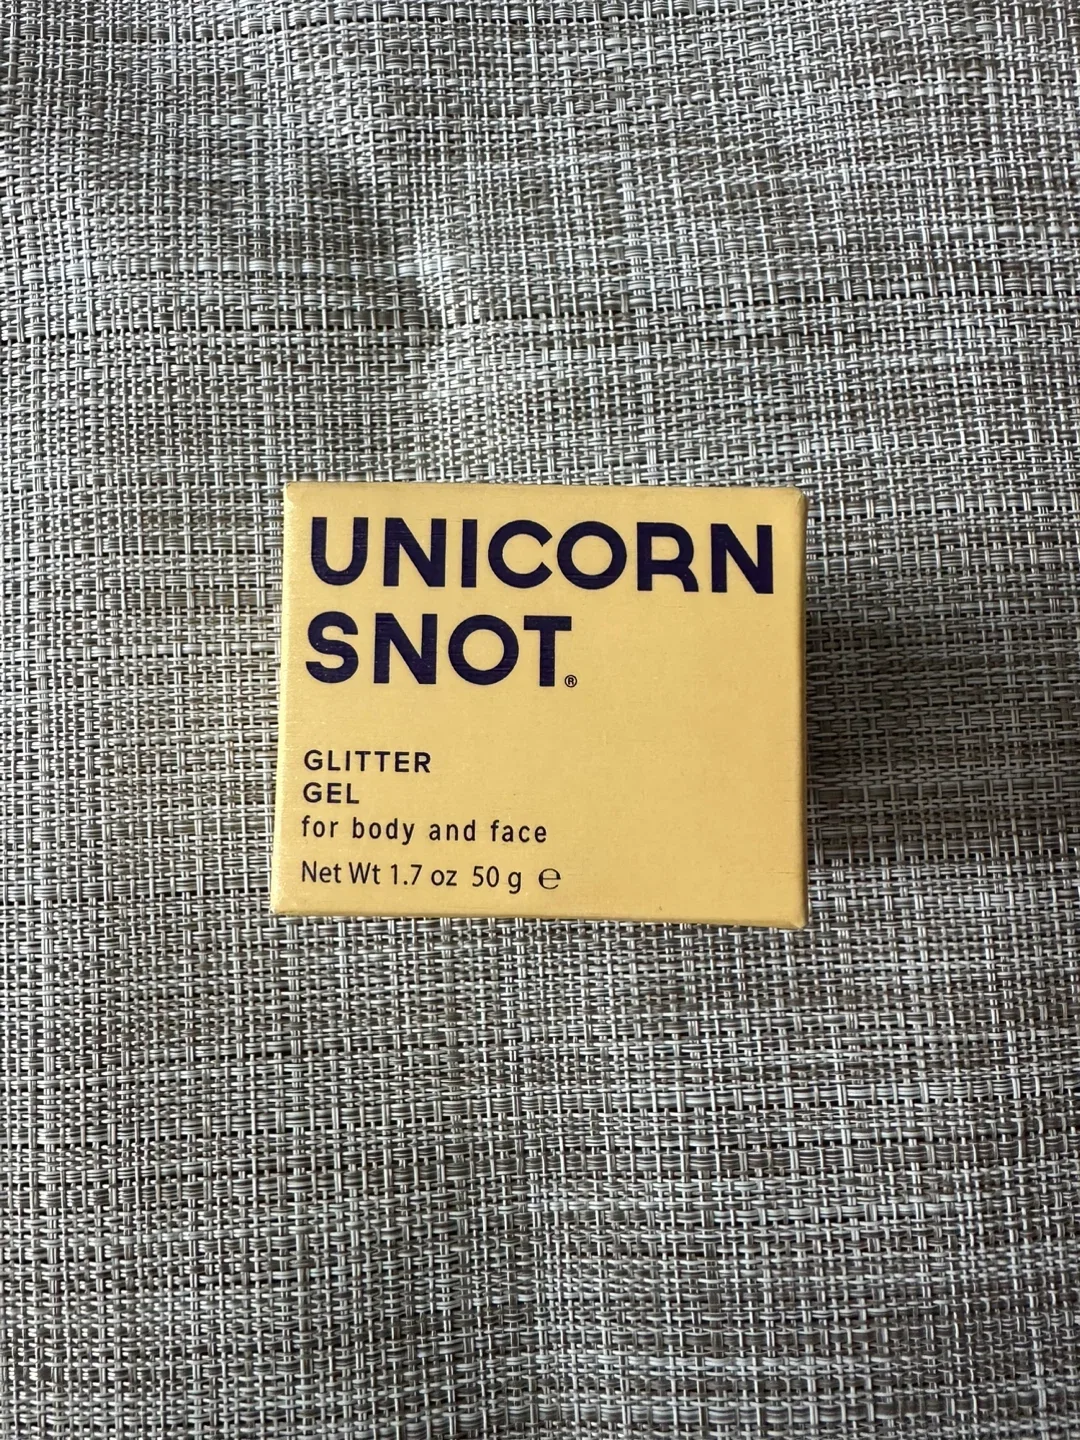 UNICORN
SNOT®
GLITTER
GEL
for body and face
Net Wt 1.7 oz 50 g ℮